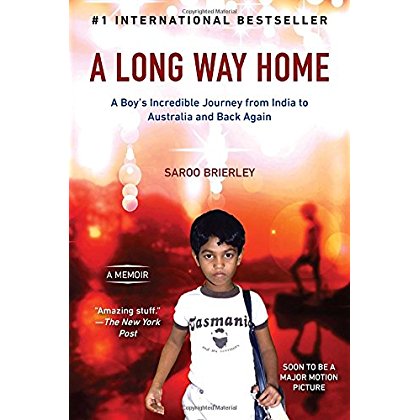 #1 INTERNATIONAL BESTSELLER
A LONG WAY HOME
A Boy's Incredible Journey from India to
Australia and Back Again
SAROO BRIERLEY
A MEMOIR
"Amazing stuff."
—The New York
Post
Tasmania
SOON TO BE A
MAJOR MOTION
PICTURE